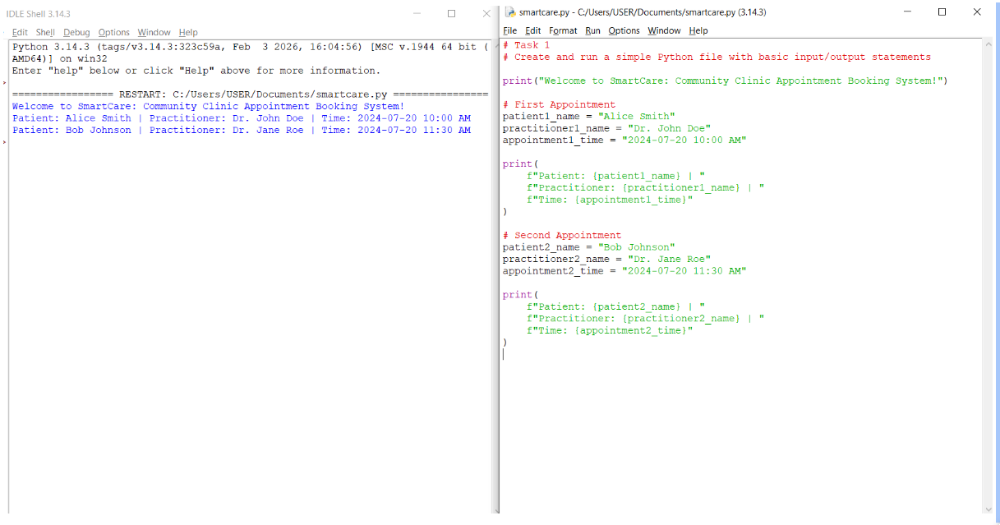 IDLE Shell 3.14.3
Edit Shell Debug Options Window Help
Python 3.14.3 (tags/v3.14.3:323c59a, Feb  3 2026, 16:04:56) [MSC v.1944 64 bit (
AMD64)] on win32
Enter "help" below or click "Help" above for more information.
================= RESTART: C:/Users/USER/Documents/smartcare.py ================
Welcome to SmartCare: Community Clinic Appointment Booking System!
Patient: Alice Smith | Practitioner: Dr. John Doe | Time: 2024-07-20 10:00 AM
Patient: Bob Johnson | Practitioner: Dr. Jane Roe | Time: 2024-07-20 11:30 AM
smartcare.py - C:/Users/USER/Documents/smartcare.py (3.14.3)
File Edit Format Run Options Window Help
# Task 1
# Create and run a simple Python file with basic input/output statements
print("Welcome to SmartCare: Community Clinic Appointment Booking System!")
# First Appointment
patient1_name = "Alice Smith"
practitioner1_name = "Dr. John Doe"
appointment1_time = "2024-07-20 10:00 AM"
print(
    f"Patient: {patient1_name} | "
    f"Practitioner: {practitioner1_name} | "
    f"Time: {appointment1_time}"
)
# Second Appointment
patient2_name = "Bob Johnson"
practitioner2_name = "Dr. Jane Roe"
appointment2_time = "2024-07-20 11:30 AM"
print(
    f"Patient: {patient2_name} | "
    f"Practitioner: {practitioner2_name} | "
    f"Time: {appointment2_time}"
)